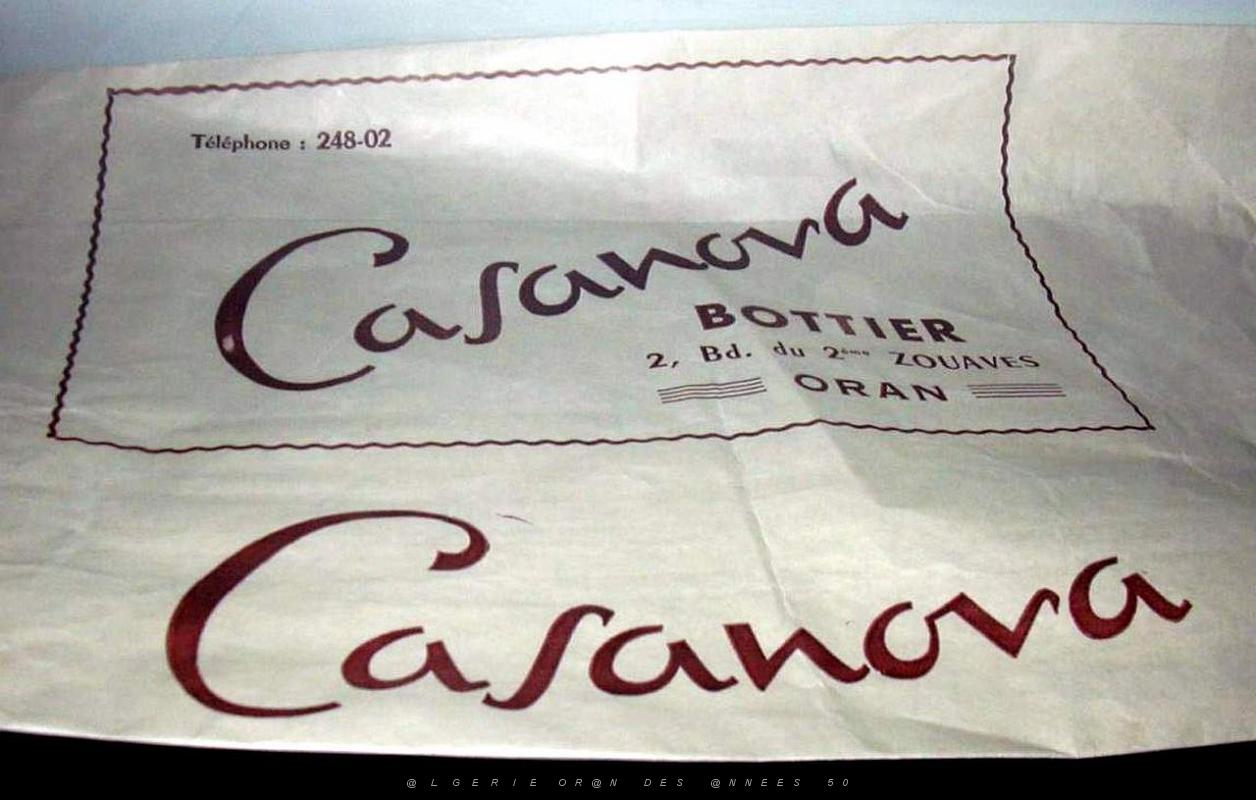 Téléphone : 248-02
Casanova
BOTTIER
2, Bd. du 2ème ZOUAVES
ORAN
Casanova
@LGERIE OR@N DES @NNEES 50